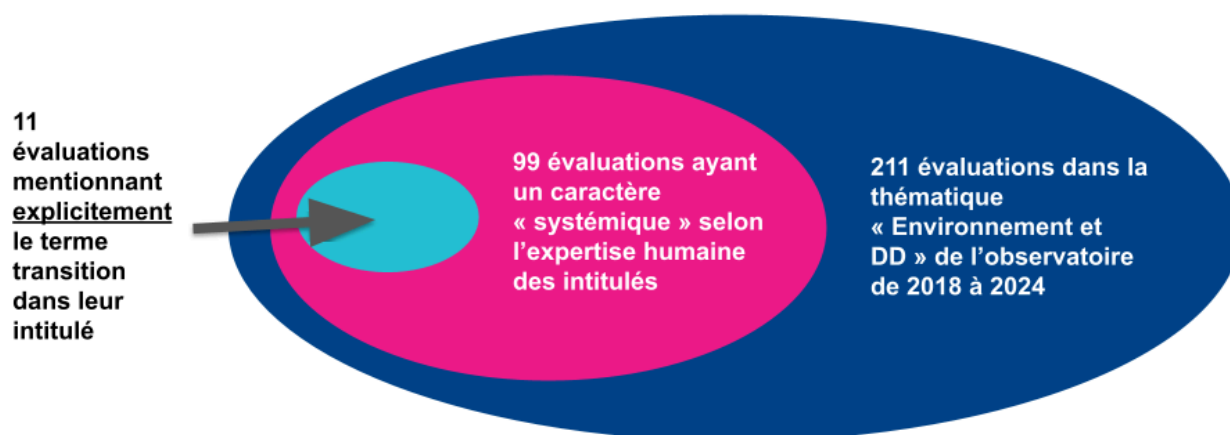 11
évaluations
mentionnant
explicitement
le terme
transition
dans leur
intitulé
99 évaluations ayant
un caractère
« systémique » selon
l’expertise humaine
des intitulés
211 évaluations dans la
thématique
« Environnement et
DD » de l’observatoire
de 2018 à 2024